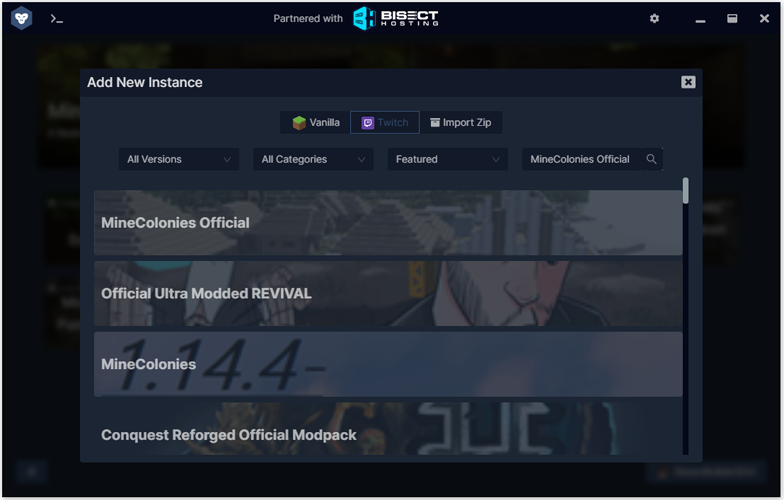 Partnered with BISECT HOSTING
Add New Instance
Vanilla Twitch Import Zip
All Versions All Categories Featured MineColonies Official
MineColonies Official
Official Ultra Modded REVIVAL
MineColonies
1.14.4-
Conquest Reforged Official Modpack